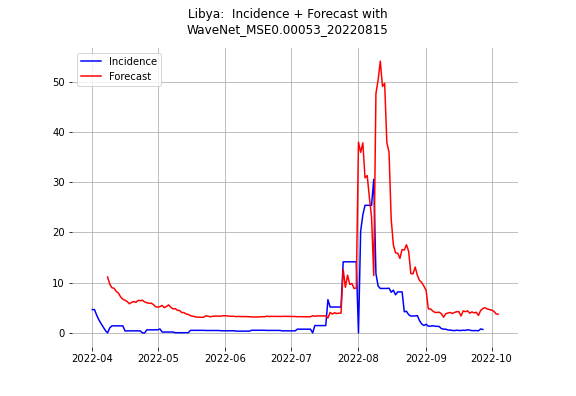 Libya:  Incidence + Forecast with
WaveNet_MSE0.00053_20220815
Incidence
Forecast
50
40
30
20
10
0
2022-04 2022-05 2022-06 2022-07 2022-08 2022-09 2022-10